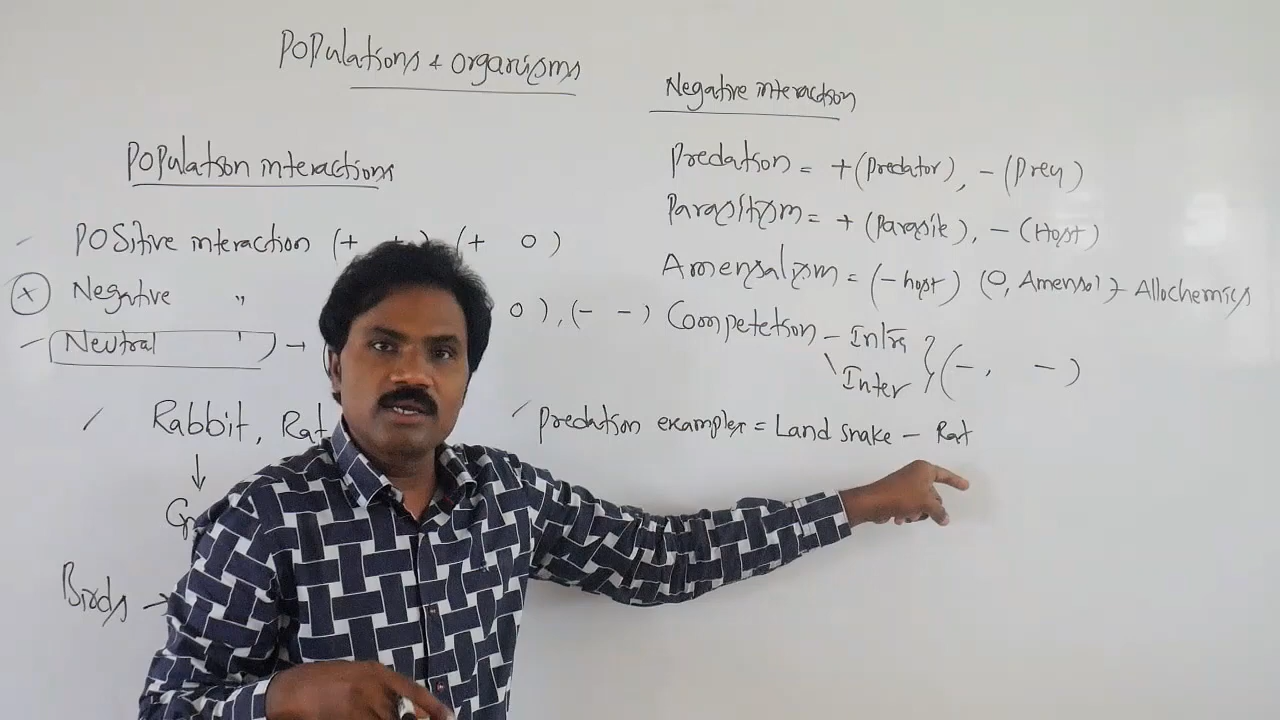 Populations & organisms
Population interactions
Positive interaction (+ +) (+ 0)
Negative " 0), (- -)
Neutral ' → (
Rabbit, Rat
↓
Birds →
Negative interaction
Predation = +(Predator), - (Prey)
Parasitism = + (Parasite), - (Host)
Amensalism = (- host) (0, Amensal) } Allochemics
Competetion - Intra
\ Inter } (-, -)
Predation examples = Land snake - Rat